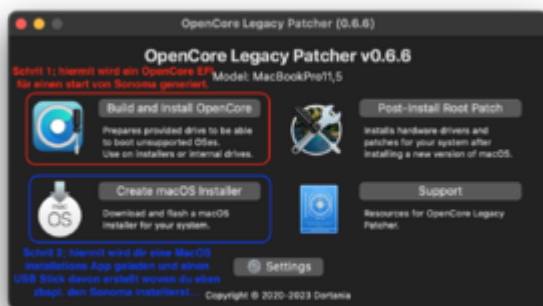 OpenCore Legacy Patcher (0.6.6)
OpenCore Legacy Patcher v0.6.6
Schrit 1; hiermit wird ein OpenCore EFI
Model: MacBookPro11,5
für einen start von Sonoma generiert.
Build and Install OpenCore
Prepares provided drive to be able
to boot unsupported OSes.
Use on installers or internal drives.
Post-Install Root Patch
Installs hardware drivers and
patches for your system after
installing a new version of macOS.
mac
OS
Create macOS Installer
Download and flash a macOS
Installer for your system.
Support
Resources for OpenCore Legacy
Patcher.
Schrit 2; hiermit wird dir eine MacOS
Installations App geladen und einen
USB Stick davon erstellt wovon du eben
zbspl. den Sonoma installierst...
Settings
Copyright © 2020-2023 Dortania